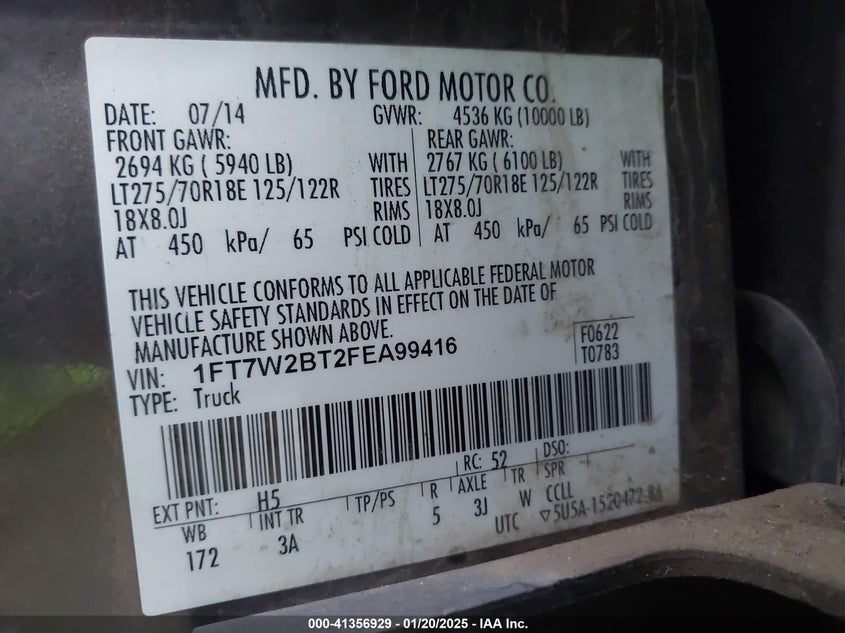 MFD. BY FORD MOTOR CO.
DATE: 07/14 GVWR: 4536 KG (10000 LB)
FRONT GAWR: REAR GAWR:
2694 KG ( 5940 LB) WITH 2767 KG ( 6100 LB) WITH
LT275/70R18E 125/122R TIRES LT275/70R18E 125/122R TIRES
18X8.0J RIMS 18X8.0J RIMS
AT 450 kPa/ 65 PSI COLD AT 450 kPa/ 65 PSI COLD
THIS VEHICLE CONFORMS TO ALL APPLICABLE FEDERAL MOTOR
VEHICLE SAFETY STANDARDS IN EFFECT ON THE DATE OF
MANUFACTURE SHOWN ABOVE.
VIN: 1FT7W2BT2FEA99416
F0622
T0783
TYPE: Truck
EXT PNT: H5 RC: 52 DSO:
WB INT TR TP/PS R AXLE TR SPR
172 3A 5 3J W CCLL
UTC ▽5U5A-1520472-
000-41356929 / 01/20/2025 / IAA Inc.